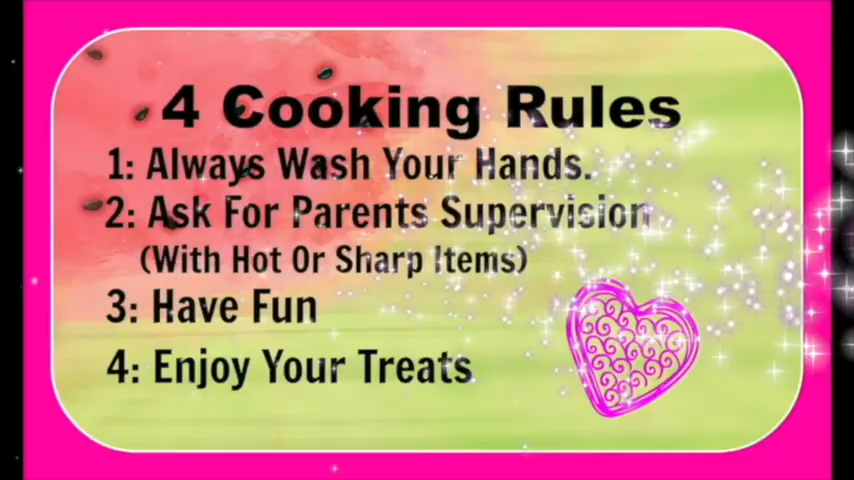 4 Cooking Rules
1: Always Wash Your Hands.
2: Ask For Parents Supervision
(With Hot Or Sharp Items)
3: Have Fun
4: Enjoy Your Treats